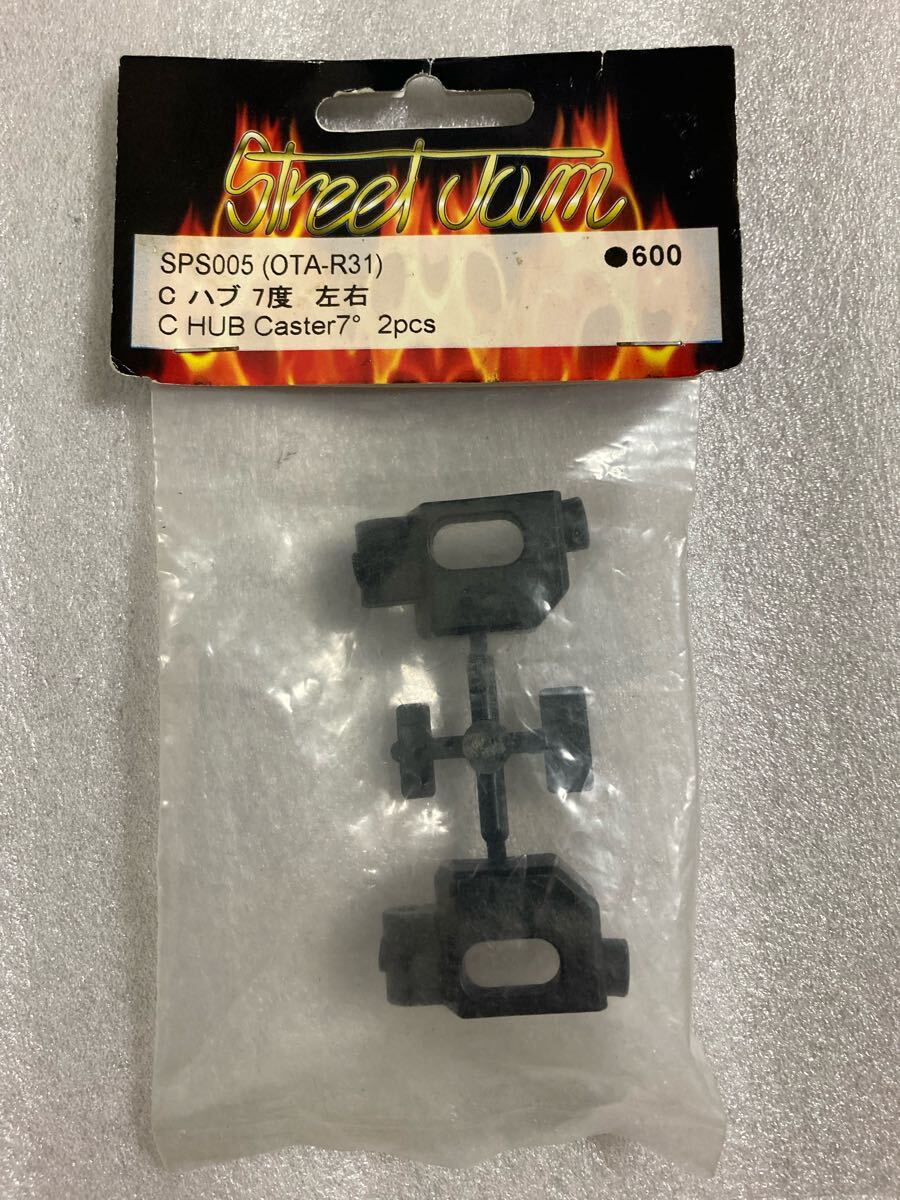 Street Jam
SPS005 (OTA-R31) ●600
C ハブ 7度 左右
C HUB Caster7° 2pcs